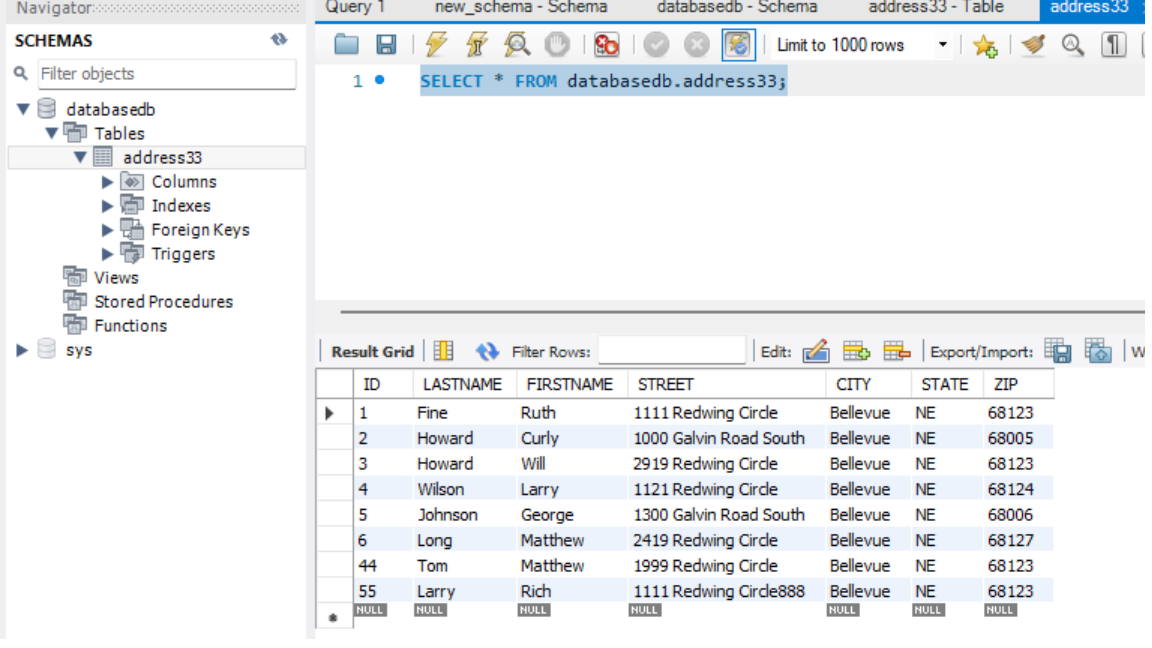 Navigator
Query 1 new_schema - Schema databasedb - Schema address33 - Table address33
SCHEMAS
Limit to 1000 rows
Filter objects
1 SELECT * FROM databasedb.address33;
databasedb
Tables
address33
Columns
Indexes
Foreign Keys
Triggers
Views
Stored Procedures
Functions
sys
Result Grid Filter Rows: Edit: Export/Import: W
ID LASTNAME FIRSTNAME STREET CITY STATE ZIP
1 Fine Ruth 1111 Redwing Circle Bellevue NE 68123
2 Howard Curly 1000 Galvin Road South Bellevue NE 68005
3 Howard Will 2919 Redwing Circle Bellevue NE 68123
4 Wilson Larry 1121 Redwing Circle Bellevue NE 68124
5 Johnson George 1300 Galvin Road South Bellevue NE 68006
6 Long Matthew 2419 Redwing Circle Bellevue NE 68127
44 Tom Matthew 1999 Redwing Circle Bellevue NE 68123
55 Larry Rich 1111 Redwing Circle888 Bellevue NE 68123
NULL NULL NULL NULL NULL NULL NULL